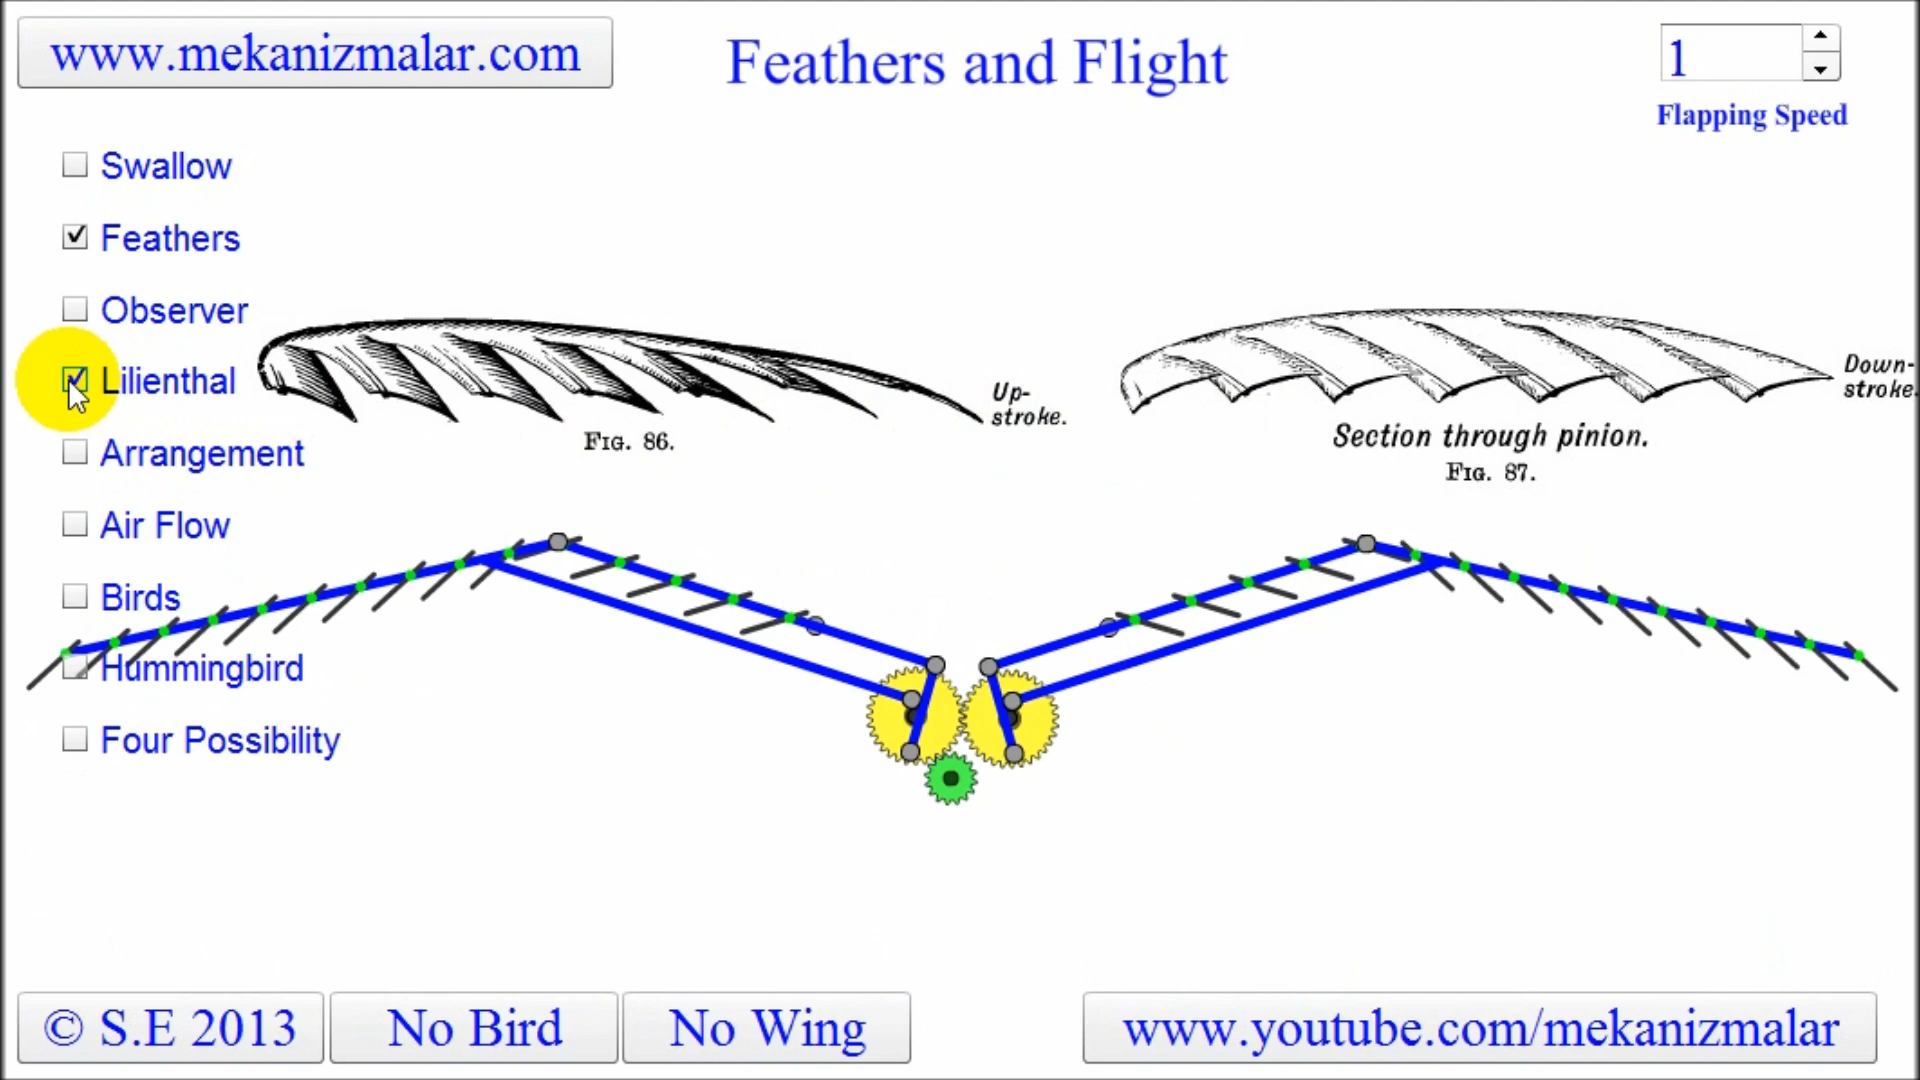 www.mekanizmalar.com
Feathers and Flight
1
Flapping Speed
Swallow
Feathers
Observer
Lilienthal
Arrangement
Air Flow
Birds
Hummingbird
Four Possibility
Up-
stroke.
FIG. 86.
Down-
stroke.
Section through pinion.
FIG. 87.
© S.E 2013
No Bird
No Wing
www.youtube.com/mekanizmalar